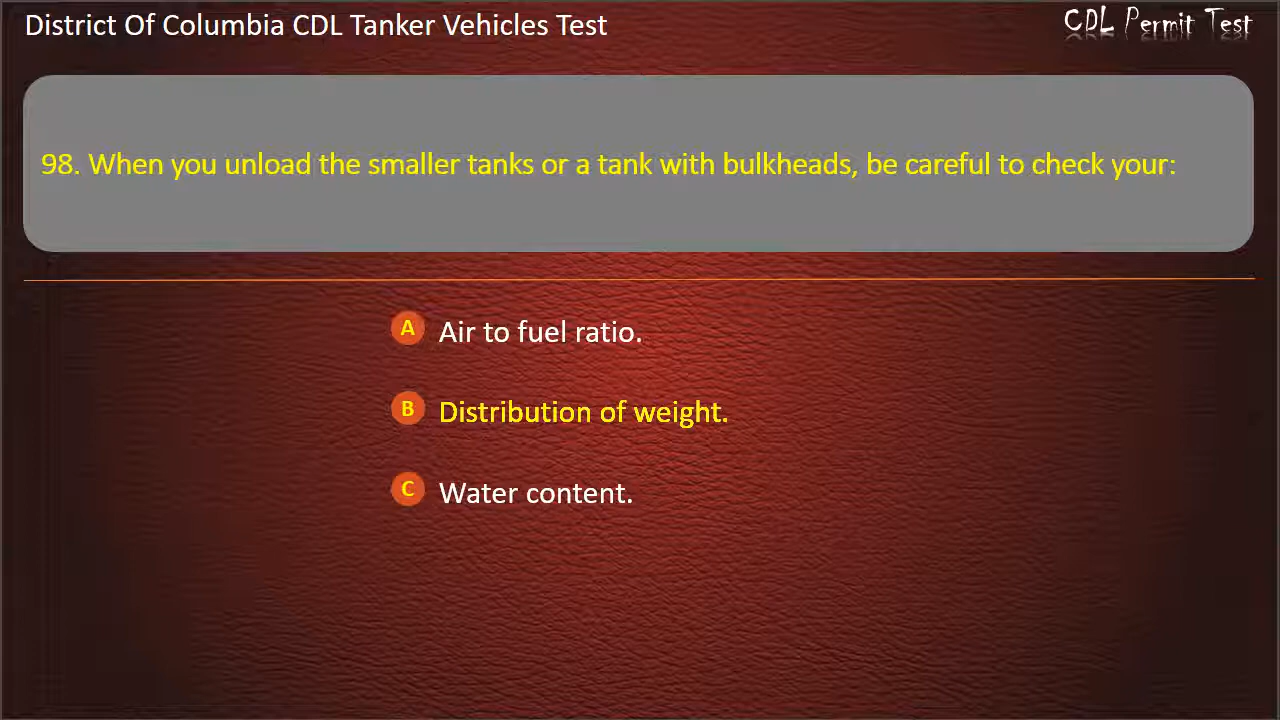 District Of Columbia CDL Tanker Vehicles Test
CDL Permit Test
98. When you unload the smaller tanks or a tank with bulkheads, be careful to check your:
A Air to fuel ratio.
B Distribution of weight.
C Water content.